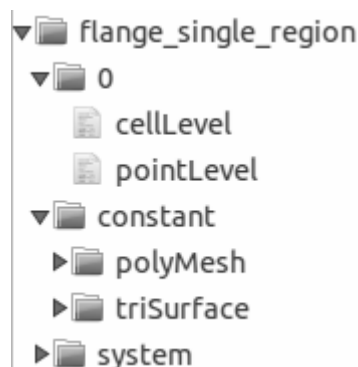 flange_single_region
0
cellLevel
pointLevel
constant
polyMesh
triSurface
system